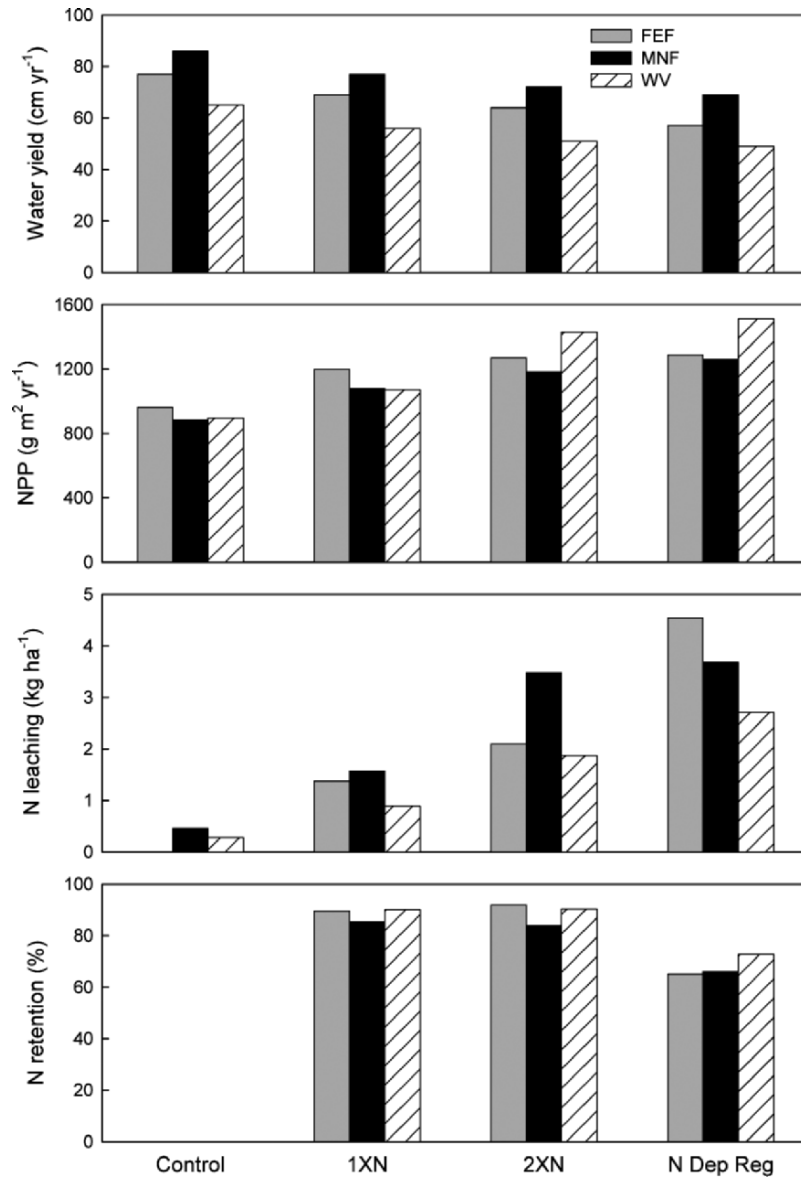 100
80
60
40
20
0
Water yield (cm yr⁻¹)
FEF
MNF
WV
1600
1200
800
400
0
NPP (g m² yr⁻¹)
5
4
3
2
1
0
N leaching (kg ha⁻¹)
100
80
60
40
20
0
N retention (%)
Control 1XN 2XN N Dep Reg